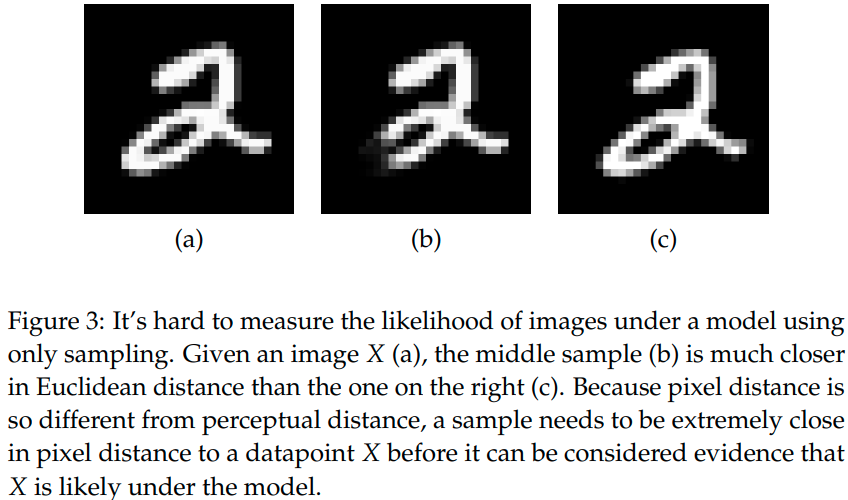 (a) (b) (c)
Figure 3: It's hard to measure the likelihood of images under a model using
only sampling. Given an image X (a), the middle sample (b) is much closer
in Euclidean distance than the one on the right (c). Because pixel distance is
so different from perceptual distance, a sample needs to be extremely close
in pixel distance to a datapoint X before it can be considered evidence that
X is likely under the model.